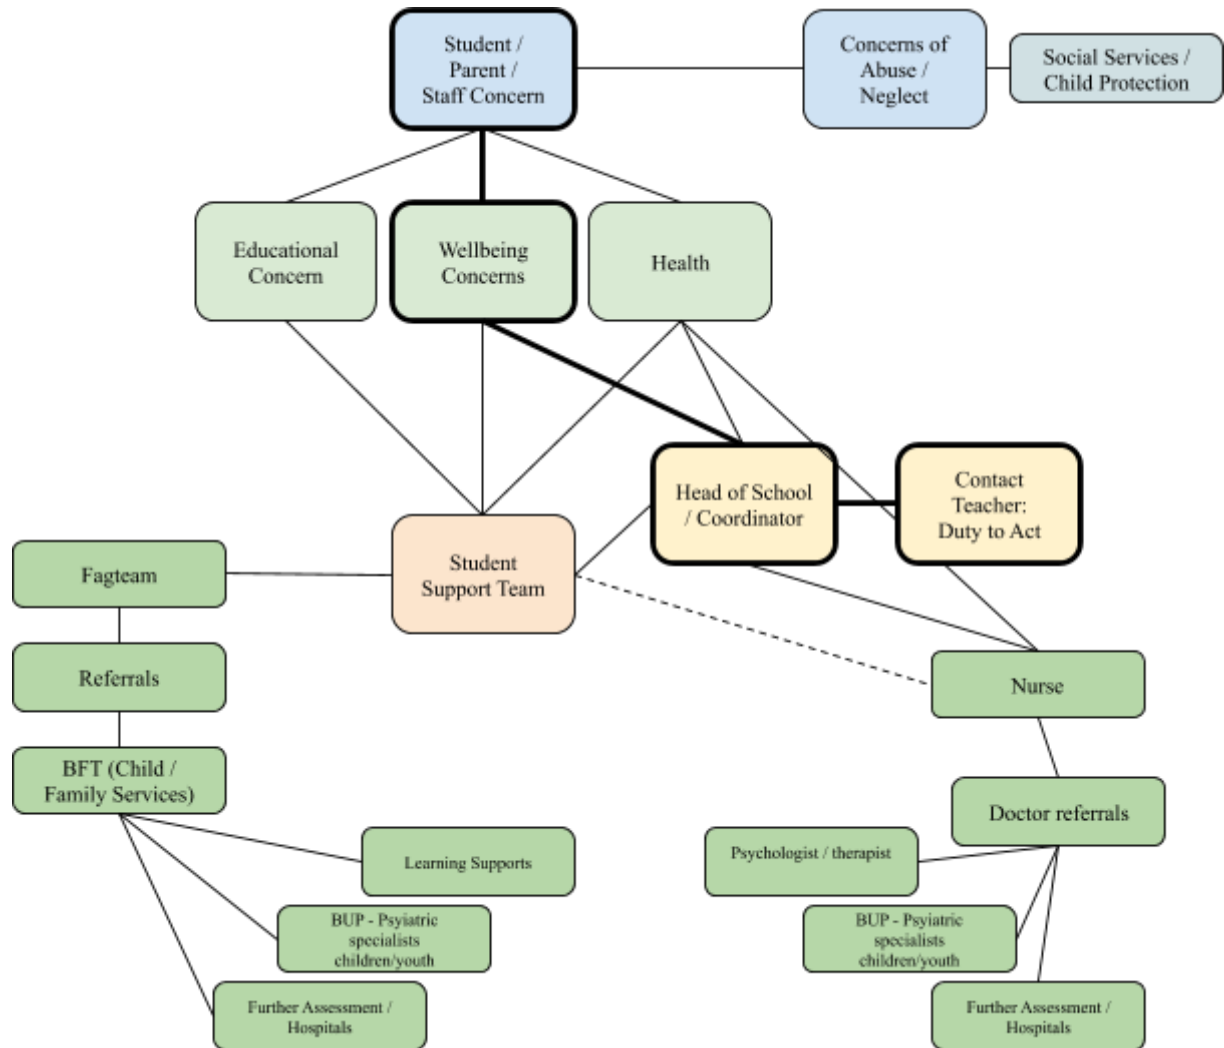 Student /
Parent /
Staff Concern
Concerns of
Abuse /
Neglect
Social Services /
Child Protection
Educational
Concern
Wellbeing
Concerns
Health
Head of School
/ Coordinator
Contact
Teacher:
Duty to Act
Student
Support Team
Fagteam
Referrals
BFT (Child /
Family Services)
Nurse
Doctor referrals
Learning Supports
BUP - Psyiatric
specialists
children/youth
Further Assessment /
Hospitals
Psychologist / therapist
BUP - Psyiatric
specialists
children/youth
Further Assessment /
Hospitals